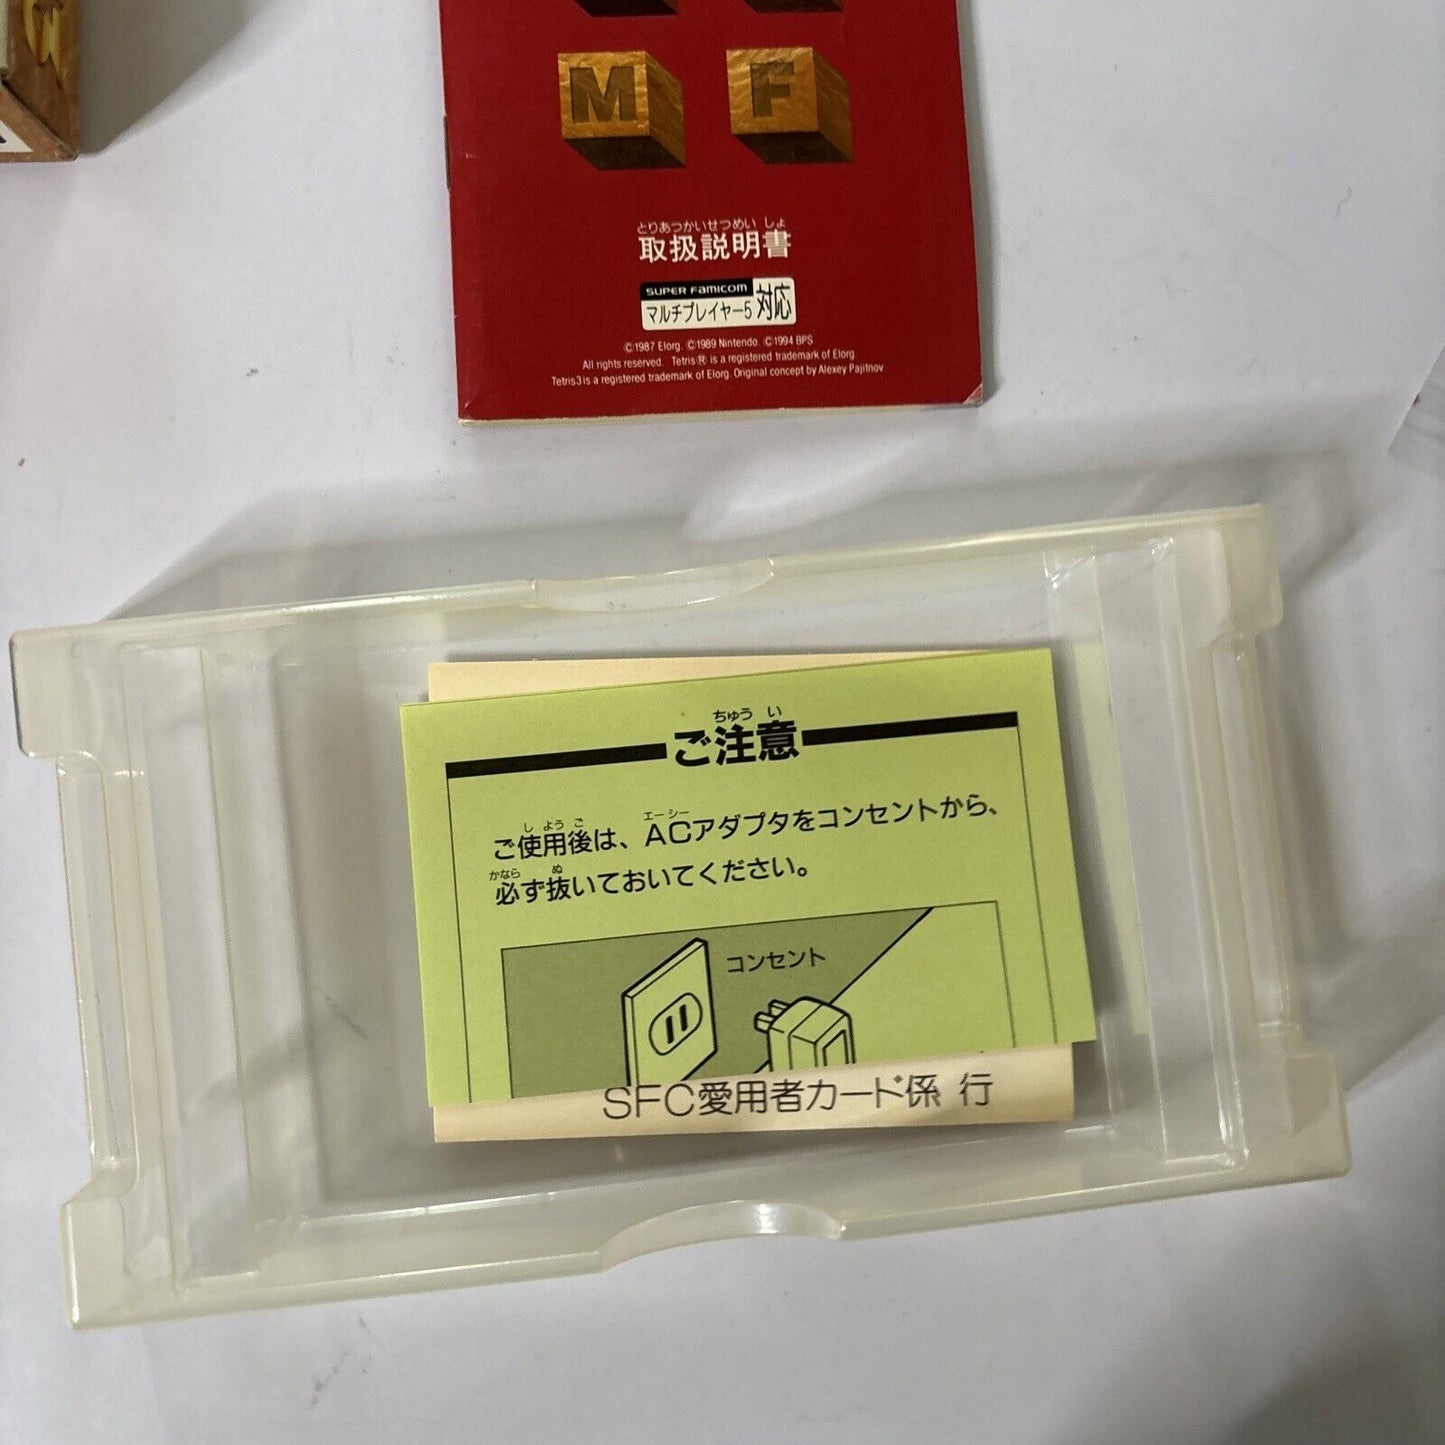 M F
とりあつかいせつめいしょ
取扱説明書
SUPER FAMICOM
マルチプレイヤー5 対応
©1987 Elorg. ©1989 Nintendo. ©1994 BPS
All rights reserved. Tetris® is a registered trademark of Elorg.
Tetris3 is a registered trademark of Elorg. Original concept by Alexey Pajitnov
ちゅう い
ご注意
し よう ご エーシー
ご使用後は、ACアダプタをコンセントから、
かなら ぬ
必ず抜いておいてください。
コンセント
SFC愛用者カード係 行